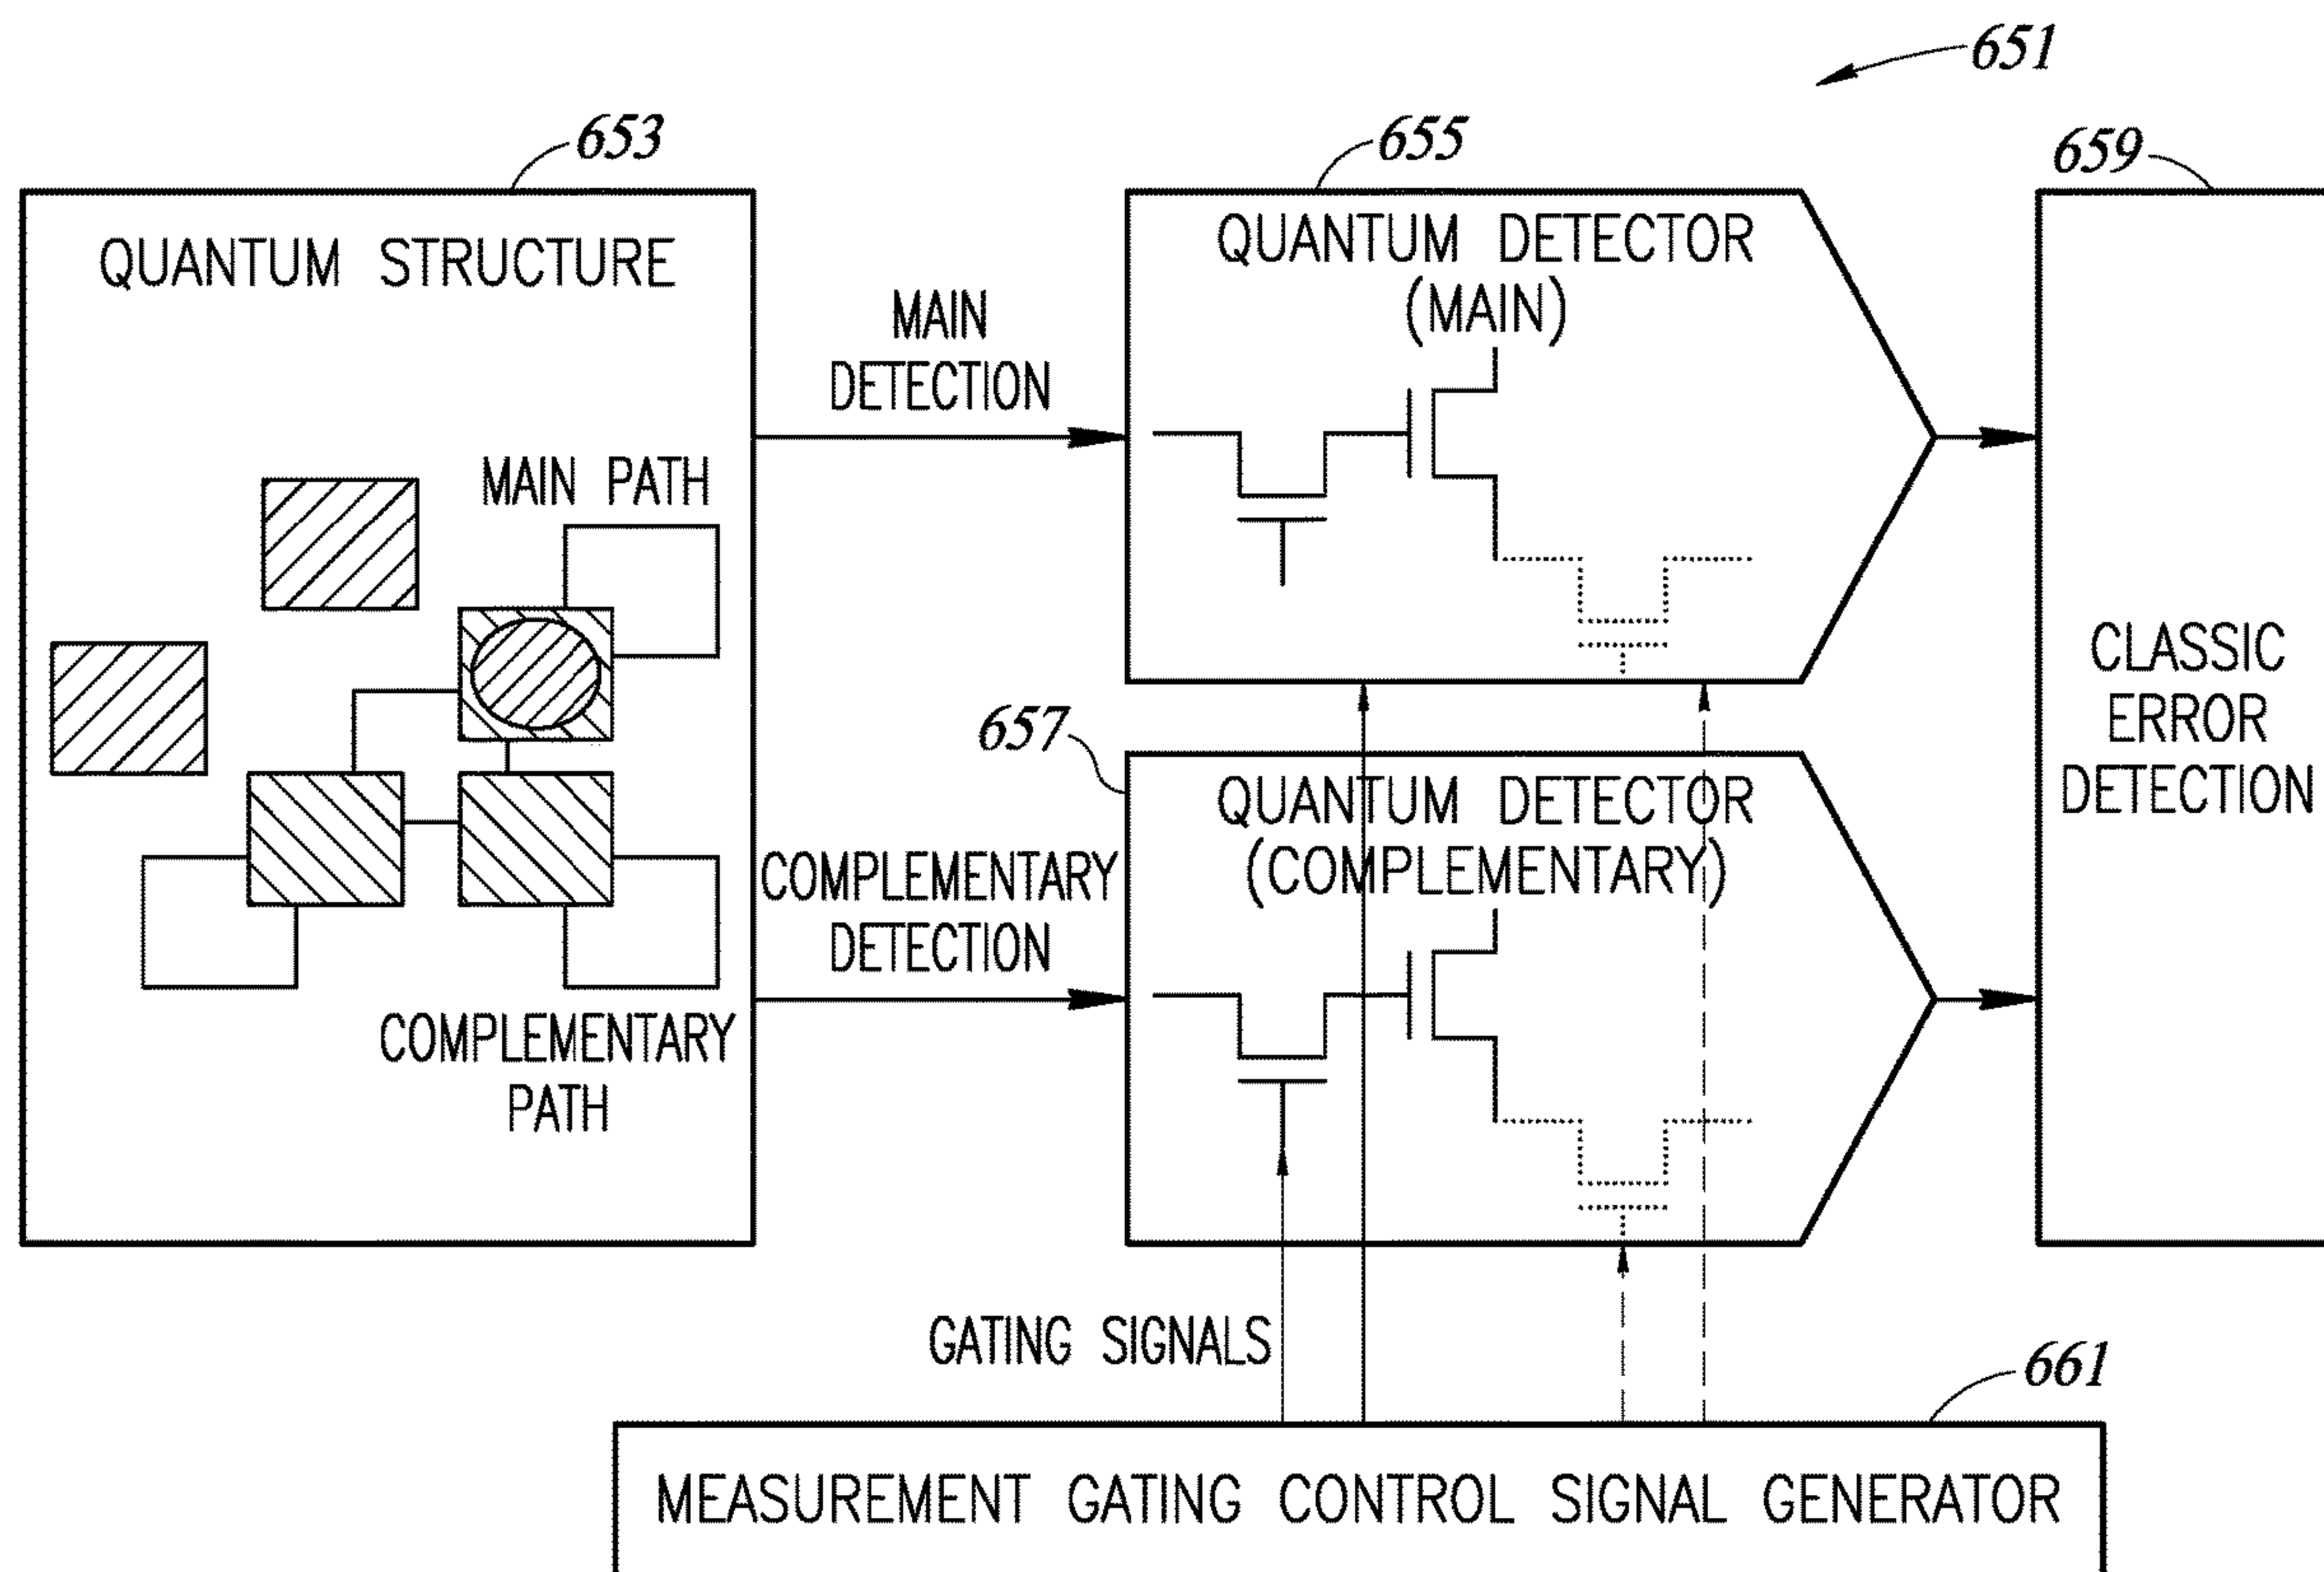 651
653
655
659
QUANTUM STRUCTURE
MAIN PATH
COMPLEMENTARY
PATH
MAIN
DETECTION
COMPLEMENTARY
DETECTION
QUANTUM DETECTOR
(MAIN)
657
QUANTUM DETECTOR
(COMPLEMENTARY)
CLASSIC
ERROR
DETECTION
GATING SIGNALS
661
MEASUREMENT GATING CONTROL SIGNAL GENERATOR